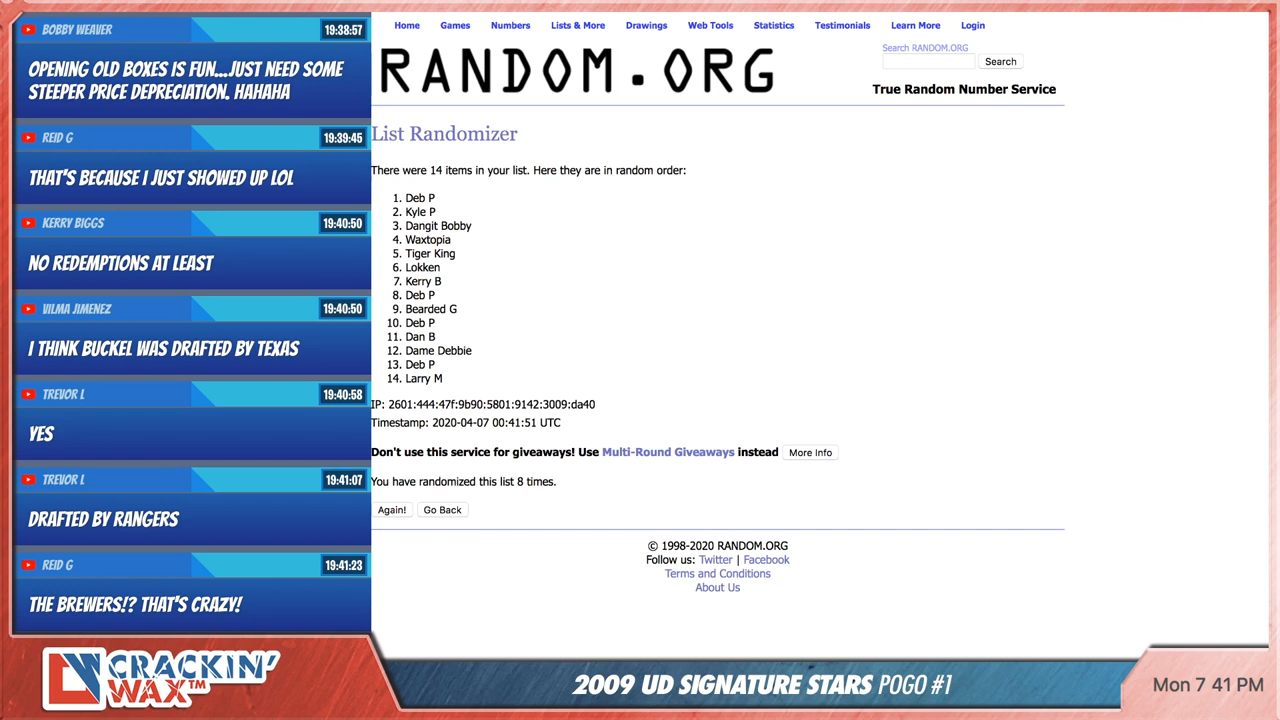 BOBBY WEAVER
19:38:57
OPENING OLD BOXES IS FUN...JUST NEED SOME
STEEPER PRICE DEPRECIATION. HAHAHA
REID G
19:39:45
THAT'S BECAUSE I JUST SHOWED UP LOL
KERRY BIGGS
19:40:50
NO REDEMPTIONS AT LEAST
VILMA JIMENEZ
19:40:50
I THINK BUCKEL WAS DRAFTED BY TEXAS
TREVOR L
19:40:58
YES
TREVOR L
19:41:07
DRAFTED BY RANGERS
REID G
19:41:23
THE BREWERS!? THAT'S CRAZY!
Home Games Numbers Lists & More Drawings Web Tools Statistics Testimonials Learn More Login
RANDOM.ORG
Search RANDOM.ORG
Search
True Random Number Service
List Randomizer
There were 14 items in your list. Here they are in random order:
1. Deb P
2. Kyle P
3. Dangit Bobby
4. Waxtopia
5. Tiger King
6. Lokken
7. Kerry B
8. Deb P
9. Bearded G
10. Deb P
11. Dan B
12. Dame Debbie
13. Deb P
14. Larry M
IP: 2601:444:47f:9b90:5801:9142:3009:da40
Timestamp: 2020-04-07 00:41:51 UTC
Don't use this service for giveaways! Use Multi-Round Giveaways instead More Info
You have randomized this list 8 times.
Again! Go Back
© 1998-2020 RANDOM.ORG
Follow us: Twitter | Facebook
Terms and Conditions
About Us
CRACKIN'
WAX™
2009 UD SIGNATURE STARS POGO #1
Mon 7 41 PM